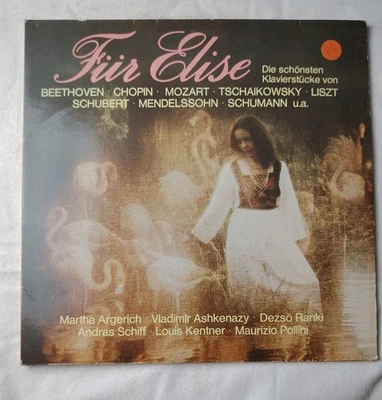 Für Elise
Die schönsten
Klavierstücke von
BEETHOVEN · CHOPIN · MOZART · TSCHAIKOWSKY · LISZT
SCHUBERT · MENDELSSOHN · SCHUMANN u.a.
Martha Argerich · Vladimir Ashkenazy · Dezsö Ranki
Andras Schiff · Louis Kentner · Maurizio Pollini